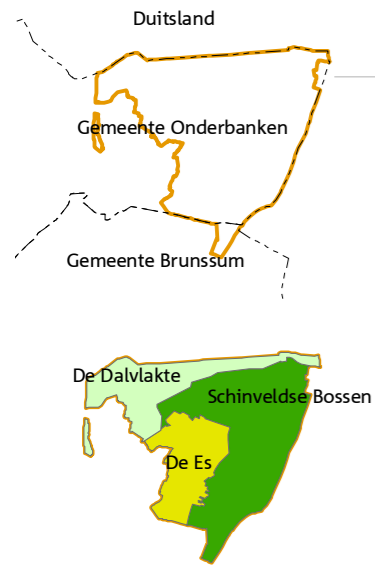 Duitsland
Gemeente Onderbanken
Gemeente Brunssum
De Dalvlakte
Schinveldse Bossen
De Es